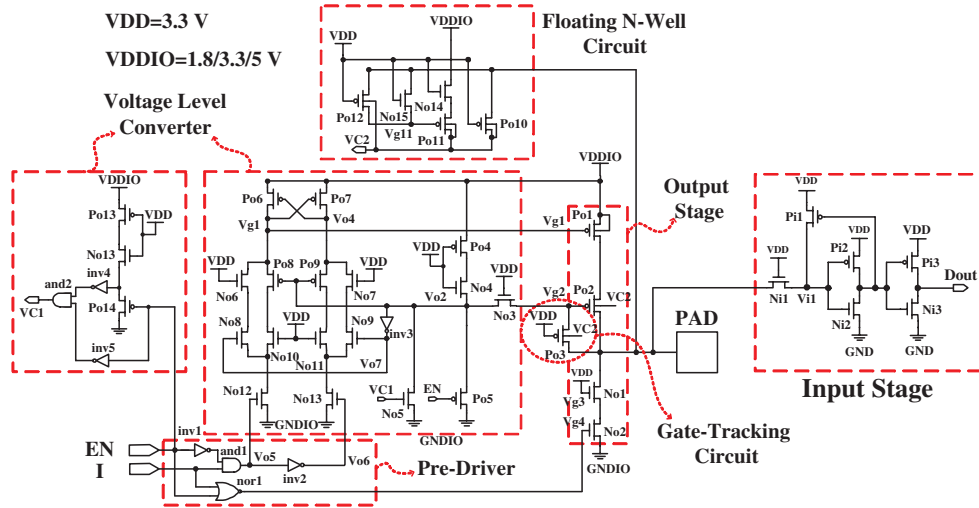 VDD=3.3 V
VDDIO=1.8/3.3/5 V
Floating N-Well
Circuit
VDD
VDDIO
Po12
No15
No14
Po10
Vg11
Po11
VC2
Voltage Level
Converter
VDDIO
Po13
VDD
No13
inv4
and2
Po14
VC1
inv5
Po6
Po7
Vg1
Vo4
VDD
Po8
Po9
VDD
No6
No7
No8
VDD
No9
inv3
No10
No11
Vo7
No12
No13
GNDIO
VDD
Po4
No4
Vo2
VDD
No3
VC1
EN
No5
Po5
GNDIO
VDDIO
Output
Stage
Po1
Vg1
Vg2
Po2
VC2
VDD
VC2
Po3
PAD
VDD
Vg3
No1
Vg4
No2
GNDIO
Gate-Tracking
Circuit
VDD
Pi1
VDD
VDD
Pi2
Pi3
Ni1
Vi1
Dout
Ni2
Ni3
GND
GND
Input Stage
EN
I
inv1
and1
Vo5
inv2
Vo6
nor1
Pre-Driver